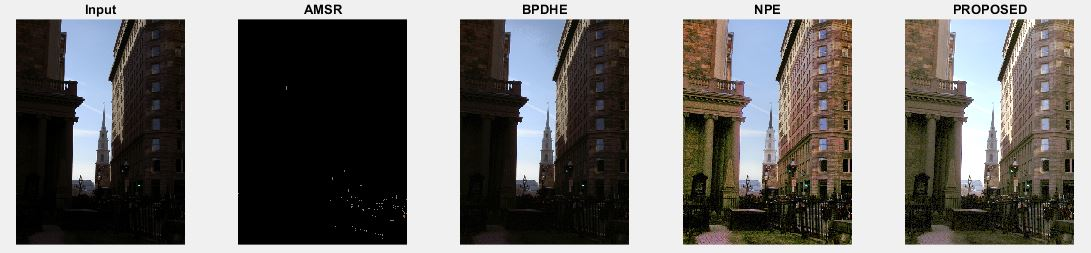 Input AMSR BPDHE NPE PROPOSED